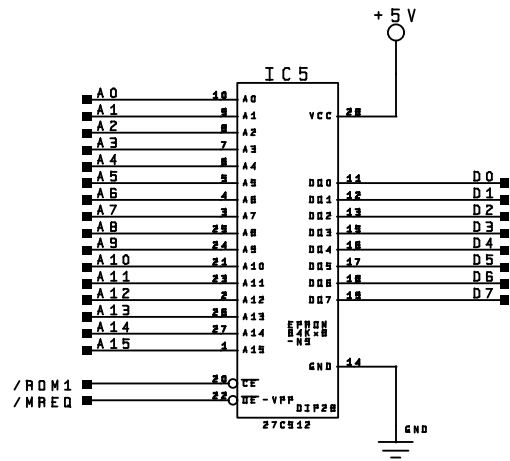 +5V
IC5
A0 10 A0
A1 9 A1 VCC 28
A2 8 A2
A3 7 A3
A4 6 A4
A5 5 A5 DQ0 11 D0
A6 4 A6 DQ1 12 D1
A7 3 A7 DQ2 13 D2
A8 25 A8 DQ3 15 D3
A9 24 A9 DQ4 16 D4
A10 21 A10 DQ5 17 D5
A11 23 A11 DQ6 18 D6
A12 2 A12 DQ7 19 D7
A13 26 A13
A14 27 A14
A15 1 A15
EPROM
64K×8
-NS
GND 14
/ROM1 20 CE
/MREQ 22 OE-VPP
DIP28
27C512
GND